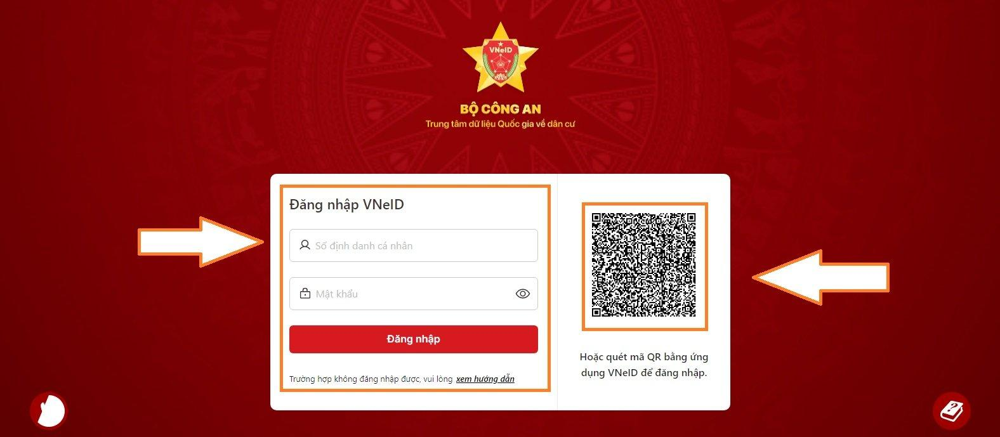 VNeID
BỘ CÔNG AN
Trung tâm dữ liệu Quốc gia về dân cư
Đăng nhập VNeID
Số định danh cá nhân
Mật khẩu
Đăng nhập
Trường hợp không đăng nhập được, vui lòng xem hướng dẫn
Hoặc quét mã QR bằng ứng
dụng VNeID để đăng nhập.
?